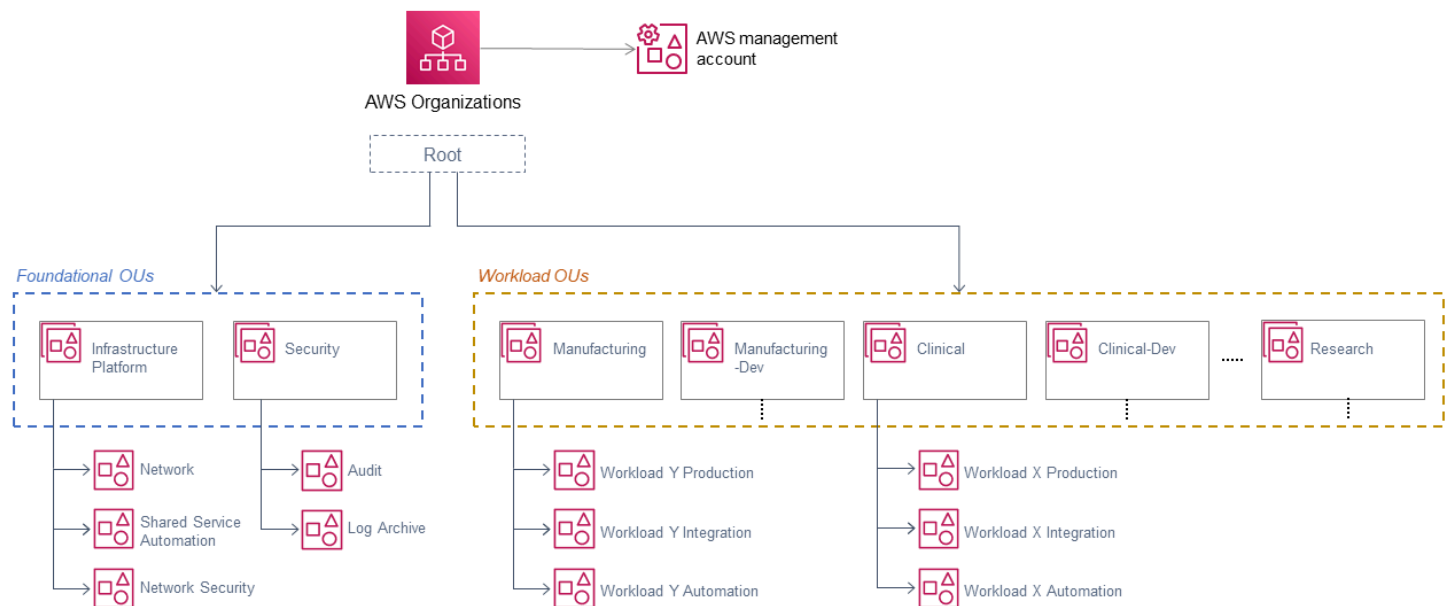 AWS management
account
AWS Organizations
Root
Foundational OUs
Workload OUs
Infrastructure
Platform
Security
Manufacturing
Manufacturing
-Dev
Clinical
Clinical-Dev
Research
Network
Shared Service
Automation
Network Security
Audit
Log Archive
Workload Y Production
Workload Y Integration
Workload Y Automation
Workload X Production
Workload X Integration
Workload X Automation